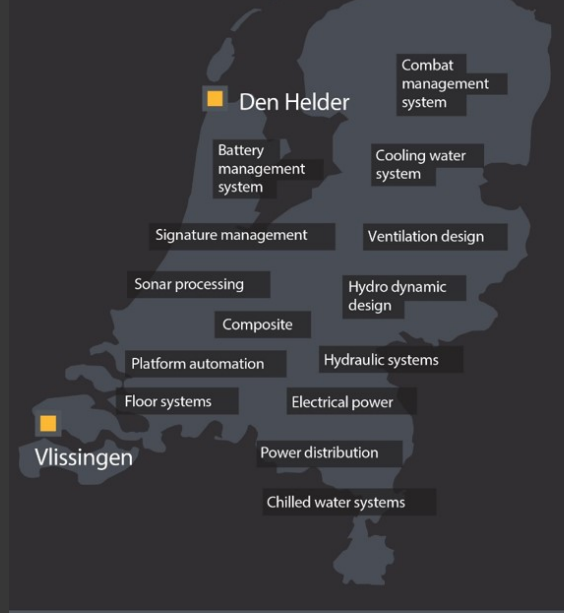 Combat
management
system
Den Helder
Battery
management
system
Cooling water
system
Signature management
Ventilation design
Sonar processing
Hydro dynamic
design
Composite
Platform automation
Hydraulic systems
Floor systems
Electrical power
Vlissingen
Power distribution
Chilled water systems